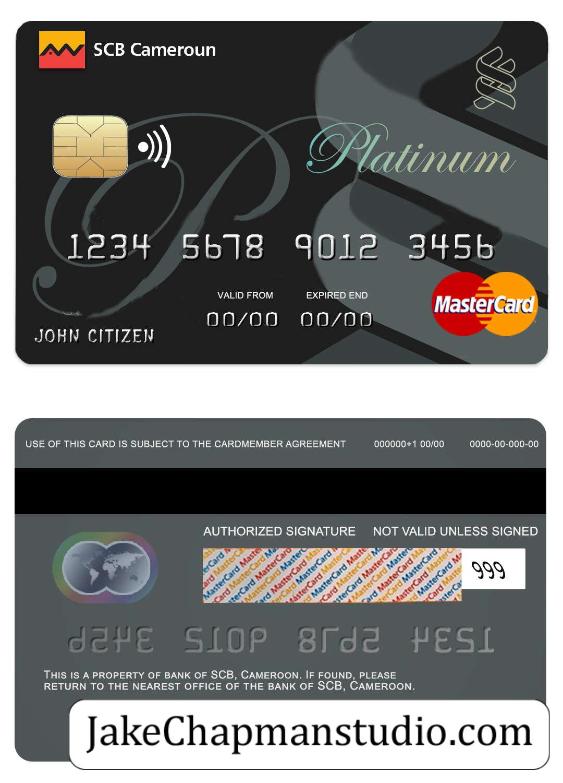 SCB Cameroun
Platinum
1234 5678 9012 3456
VALID FROM EXPIRED END
00/00 00/00
MasterCard
JOHN CITIZEN
USE OF THIS CARD IS SUBJECT TO THE CARDMEMBER AGREEMENT 000000+1 00/00 0000-00-000-00
AUTHORIZED SIGNATURE NOT VALID UNLESS SIGNED
MasterCard MasterCard MasterCard
999
THIS IS A PROPERTY OF BANK OF SCB, CAMEROON. IF FOUND, PLEASE
RETURN TO THE NEAREST OFFICE OF THE BANK OF SCB, CAMEROON.
JakeChapmanstudio.com